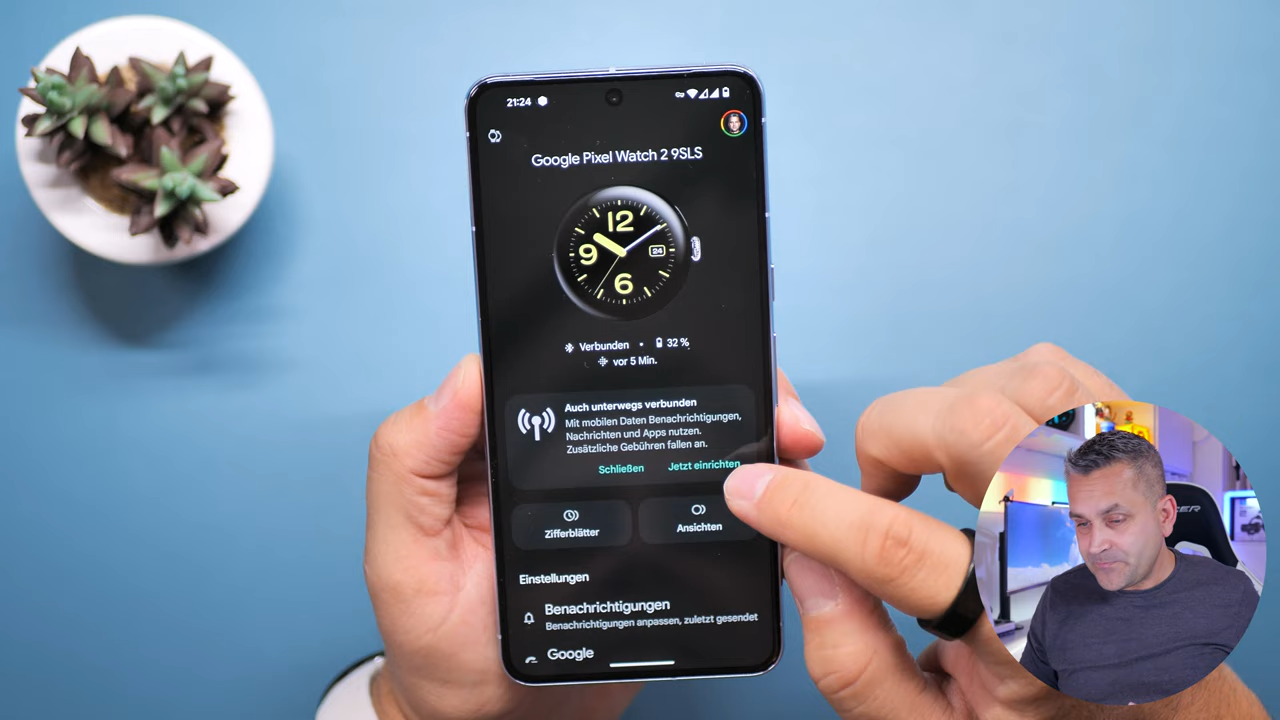 21:24
Google Pixel Watch 2 9SLS
12
9
24
6
Verbunden • 32 %
vor 5 Min.
Auch unterwegs verbunden
Mit mobilen Daten Benachrichtigungen,
Nachrichten und Apps nutzen.
Zusätzliche Gebühren fallen an.
Schließen Jetzt einrichten
Zifferblätter Ansichten
Einstellungen
Benachrichtigungen
Benachrichtigungen anpassen, zuletzt gesendet
Google